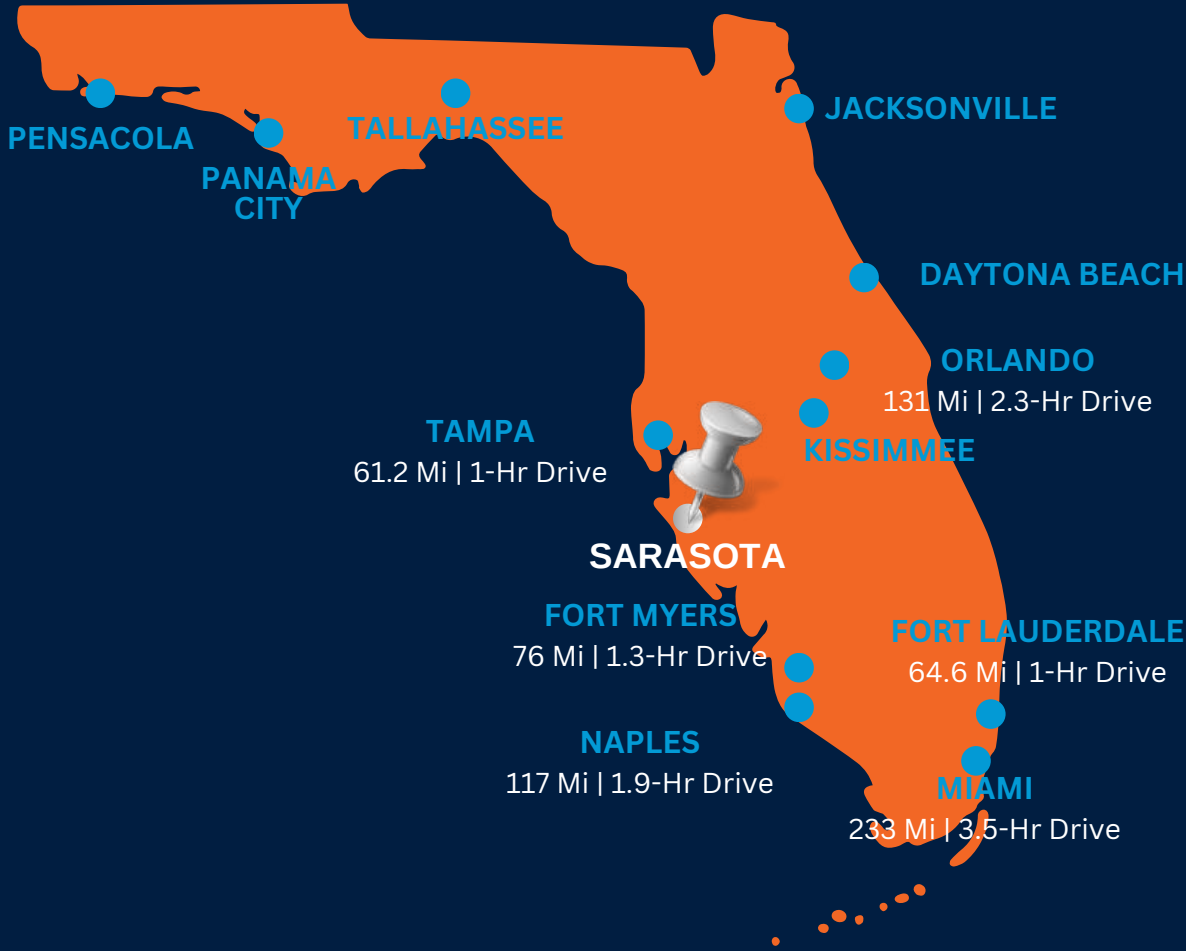 JACKSONVILLE
TALLAHASSEE
PENSACOLA
PANAMA
CITY
DAYTONA BEACH
ORLANDO
131 Mi | 2.3-Hr Drive
TAMPA
61.2 Mi | 1-Hr Drive
KISSIMMEE
SARASOTA
FORT MYERS
76 Mi | 1.3-Hr Drive
FORT LAUDERDALE
64.6 Mi | 1-Hr Drive
NAPLES
117 Mi | 1.9-Hr Drive
MIAMI
233 Mi | 3.5-Hr Drive